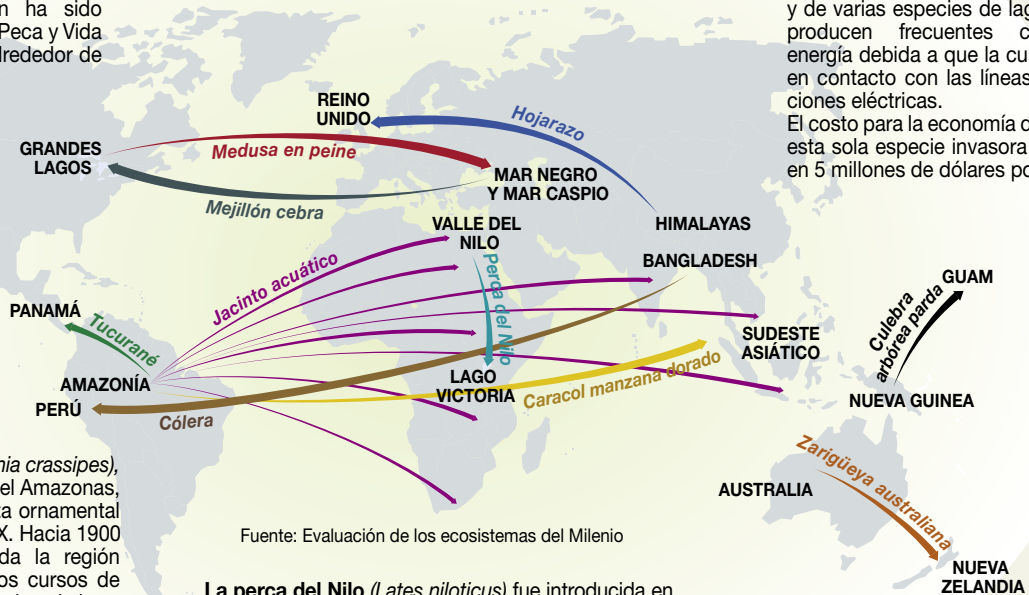 n ha sido
Peca y Vida
lrededor de
y de varias especies de lag
producen frecuentes c
energía debida a que la cu
en contacto con las líneas
ciones eléctricas.
El costo para la economía d
esta sola especie invasora
en 5 millones de dólares po
REINO
UNIDO
Hojarazo
GRANDES
LAGOS
Medusa en peine
MAR NEGRO
Y MAR CASPIO
Mejillón cebra
VALLE DEL
NILO
HIMALAYAS
BANGLADESH
Jacinto acuático
Perca del Nilo
GUAM
Culebra
arbórea parda
PANAMÁ
Tucurané
SUDESTE
ASIÁTICO
AMAZONÍA
LAGO
VICTORIA
Caracol manzana dorado
NUEVA GUINEA
PERÚ
Cólera
Zarigüeya australiana
AUSTRALIA
NUEVA
ZELANDIA
nia crassipes),
el Amazonas,
ta ornamental
X. Hacia 1900
da la región
os cursos de
Fuente: Evaluación de los ecosistemas del Milenio
La perca del Nilo (Lates niloticus) fue introducida en